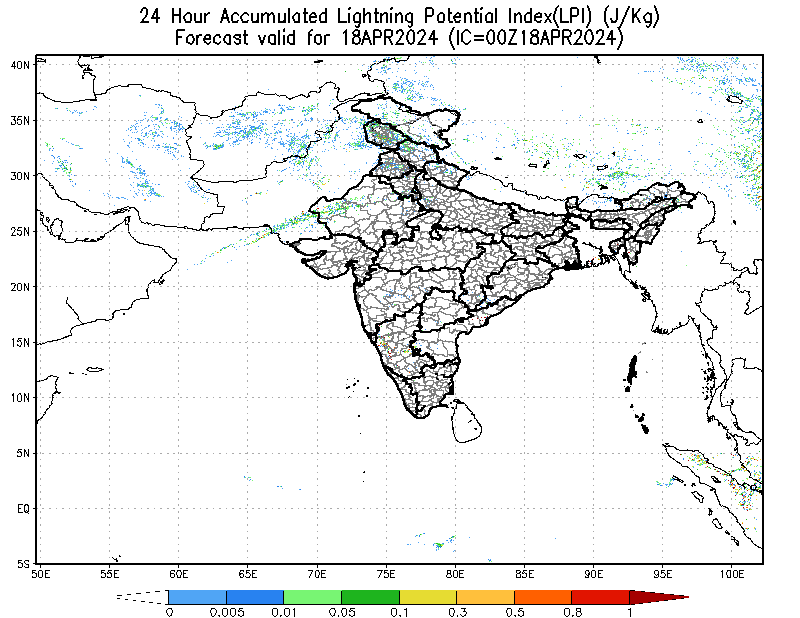 24 Hour Accumulated Lightning Potential Index(LPI) (J/Kg)
Forecast valid for 18APR2024 (IC=00Z18APR2024)
40N
35N
30N
25N
20N
15N
10N
5N
EQ
5S
50E 55E 60E 65E 70E 75E 80E 85E 90E 95E 100E
0 0.005 0.01 0.05 0.1 0.3 0.5 0.8 1